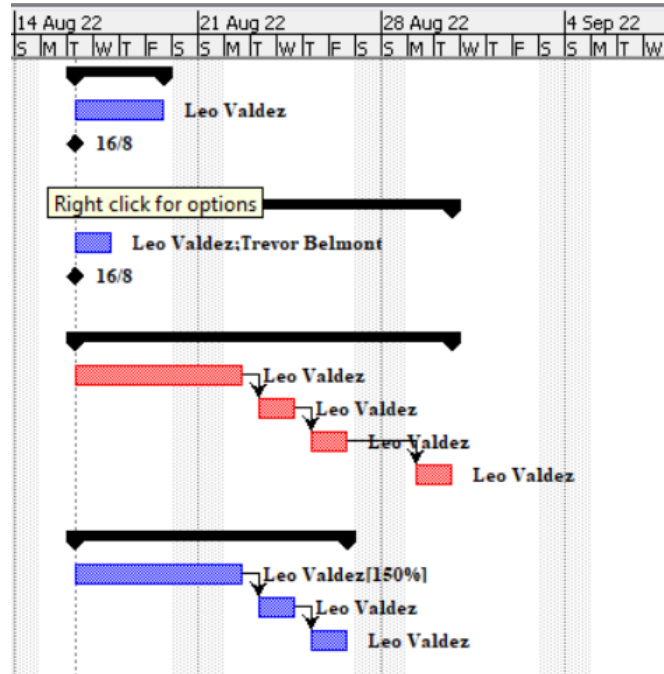 14 Aug 22 21 Aug 22 28 Aug 22 4 Sep 22
S M T W T F S S M T W T F S S M T W T F S S M T W
Leo Valdez
16/8
Right click for options
Leo Valdez;Trevor Belmont
16/8
Leo Valdez
Leo Valdez
Leo Valdez
Leo Valdez
Leo Valdez[150%]
Leo Valdez
Leo Valdez